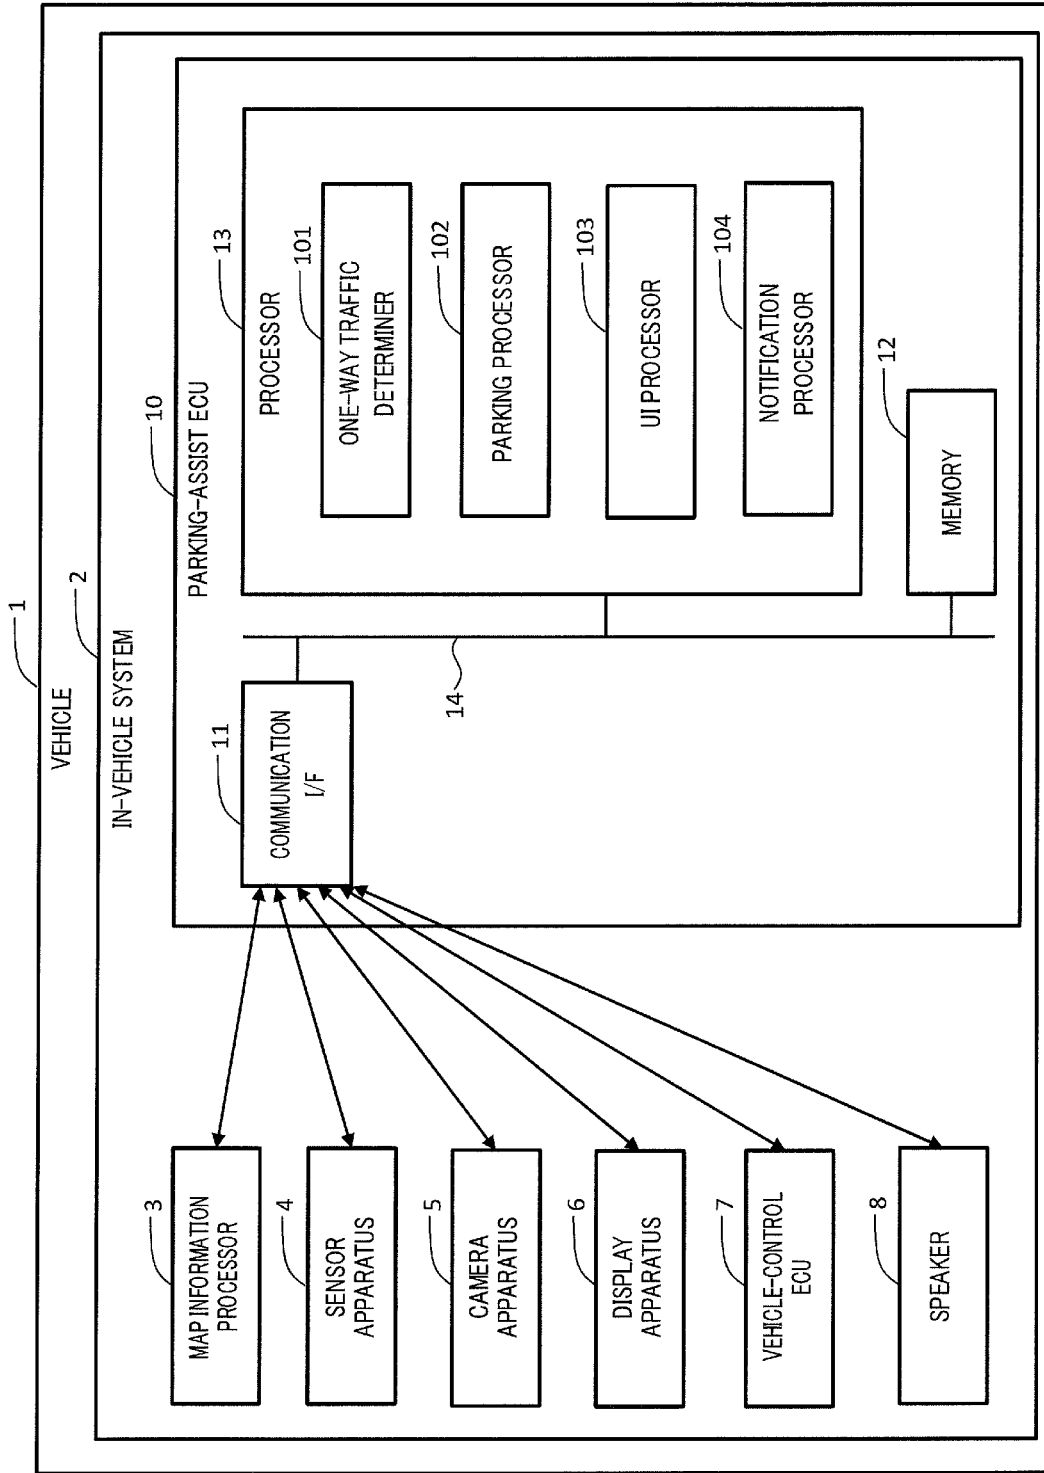 1
VEHICLE
2
IN-VEHICLE SYSTEM
3
MAP INFORMATION
PROCESSOR
4
SENSOR
APPARATUS
5
CAMERA
APPARATUS
6
DISPLAY
APPARATUS
7
VEHICLE-CONTROL
ECU
8
SPEAKER
10
PARKING-ASSIST ECU
11
COMMUNICATION
I/F
14
13
PROCESSOR
101
ONE-WAY TRAFFIC
DETERMINER
102
PARKING PROCESSOR
103
UI PROCESSOR
104
NOTIFICATION
PROCESSOR
12
MEMORY